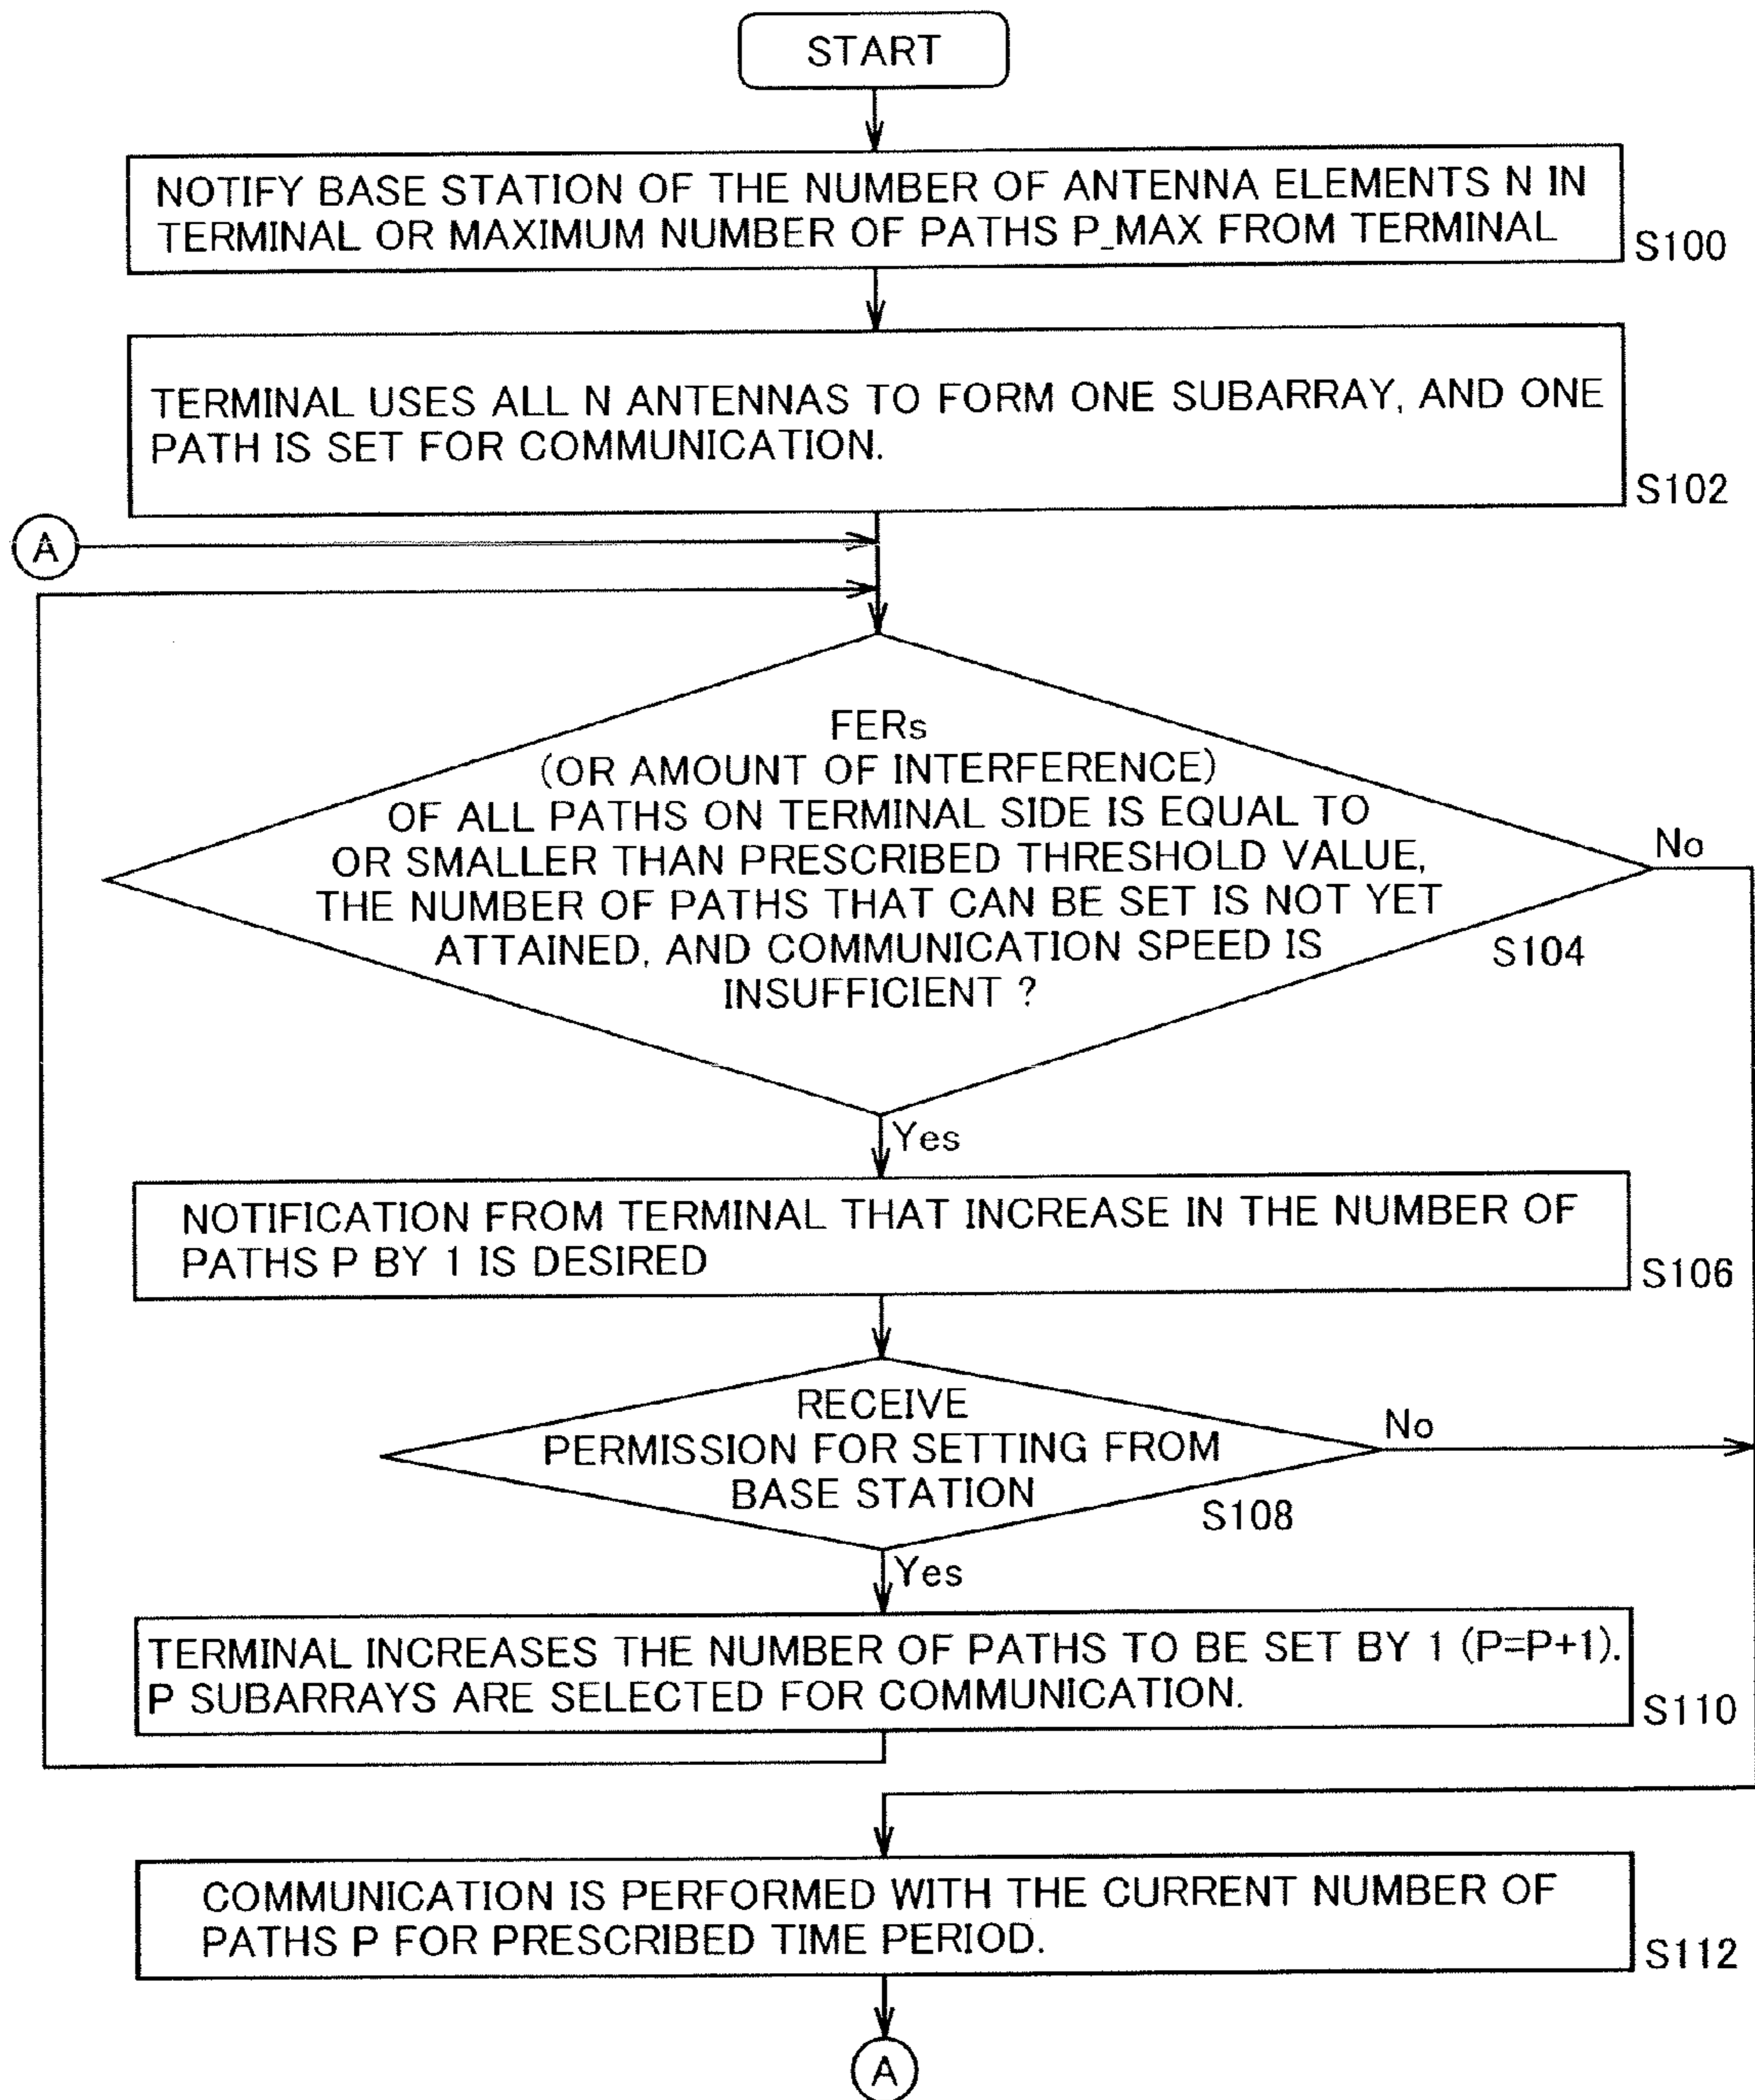 START
NOTIFY BASE STATION OF THE NUMBER OF ANTENNA ELEMENTS N IN
TERMINAL OR MAXIMUM NUMBER OF PATHS P_MAX FROM TERMINAL
S100
TERMINAL USES ALL N ANTENNAS TO FORM ONE SUBARRAY, AND ONE
PATH IS SET FOR COMMUNICATION.
S102
A
FERs
(OR AMOUNT OF INTERFERENCE)
OF ALL PATHS ON TERMINAL SIDE IS EQUAL TO
OR SMALLER THAN PRESCRIBED THRESHOLD VALUE,
THE NUMBER OF PATHS THAT CAN BE SET IS NOT YET
ATTAINED, AND COMMUNICATION SPEED IS
INSUFFICIENT ?
No
S104
Yes
NOTIFICATION FROM TERMINAL THAT INCREASE IN THE NUMBER OF
PATHS P BY 1 IS DESIRED
S106
RECEIVE
PERMISSION FOR SETTING FROM
BASE STATION
No
S108
Yes
TERMINAL INCREASES THE NUMBER OF PATHS TO BE SET BY 1 (P=P+1).
P SUBARRAYS ARE SELECTED FOR COMMUNICATION.
S110
COMMUNICATION IS PERFORMED WITH THE CURRENT NUMBER OF
PATHS P FOR PRESCRIBED TIME PERIOD.
S112
A